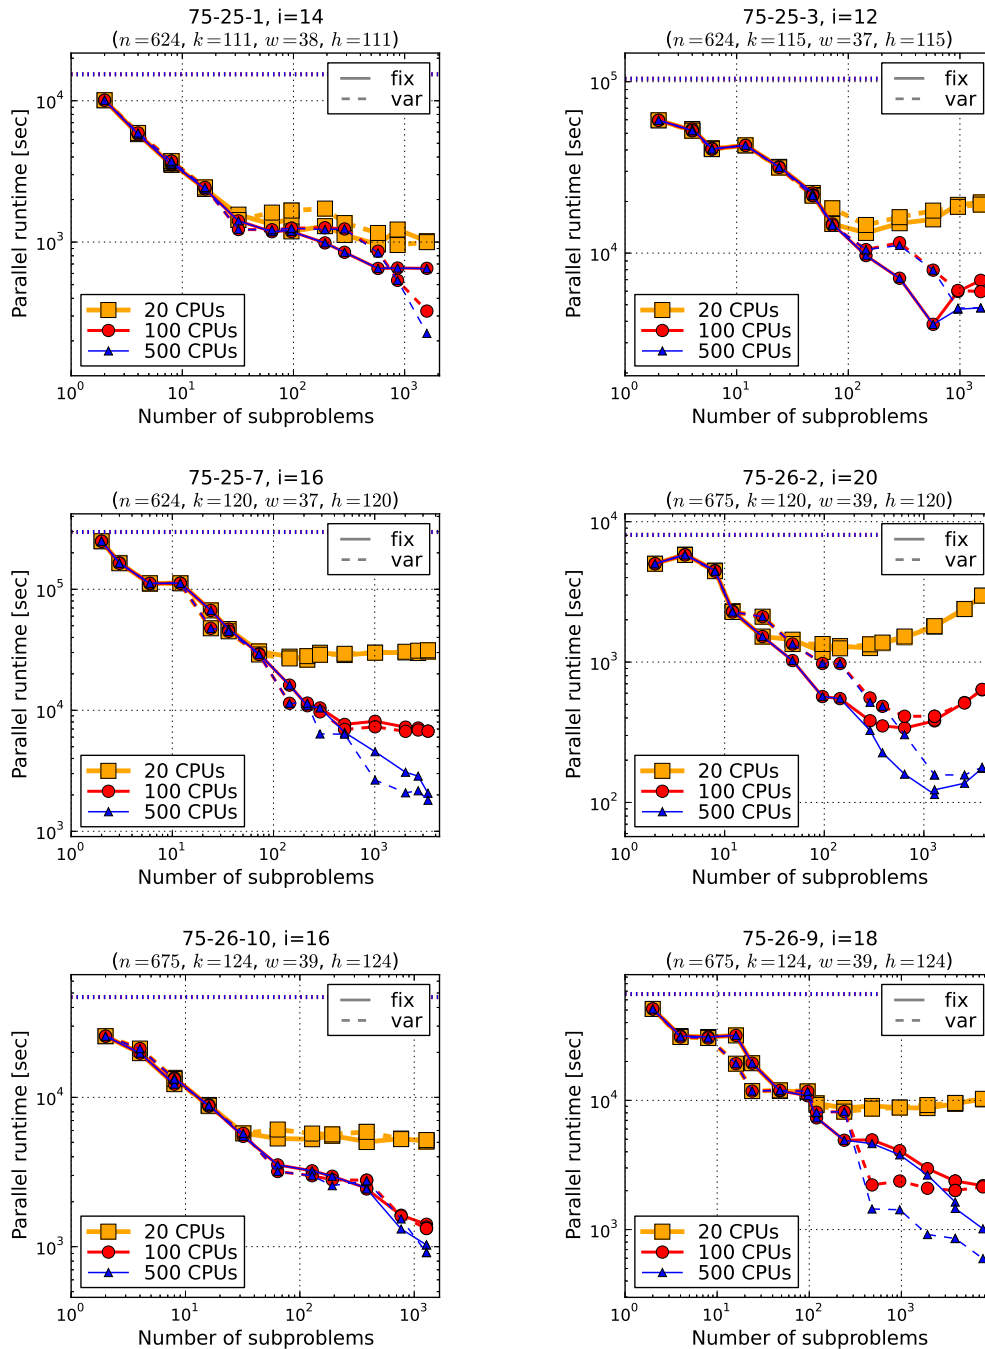 75-25-1, i=14
(n=624, k=111, w=38, h=111)
fix
var
10^4
10^3
Parallel runtime [sec]
20 CPUs
100 CPUs
500 CPUs
10^0 10^1 10^2 10^3
Number of subproblems
75-25-3, i=12
(n=624, k=115, w=37, h=115)
fix
var
10^5
10^4
Parallel runtime [sec]
20 CPUs
100 CPUs
500 CPUs
10^0 10^1 10^2 10^3
Number of subproblems
75-25-7, i=16
(n=624, k=120, w=37, h=120)
fix
var
10^5
10^4
10^3
Parallel runtime [sec]
20 CPUs
100 CPUs
500 CPUs
10^0 10^1 10^2 10^3
Number of subproblems
75-26-2, i=20
(n=675, k=120, w=39, h=120)
fix
var
10^4
10^3
10^2
Parallel runtime [sec]
20 CPUs
100 CPUs
500 CPUs
10^0 10^1 10^2 10^3
Number of subproblems
75-26-10, i=16
(n=675, k=124, w=39, h=124)
fix
var
10^4
10^3
Parallel runtime [sec]
20 CPUs
100 CPUs
500 CPUs
10^0 10^1 10^2 10^3
Number of subproblems
75-26-9, i=18
(n=675, k=124, w=39, h=124)
fix
var
10^4
10^3
Parallel runtime [sec]
20 CPUs
100 CPUs
500 CPUs
10^0 10^1 10^2 10^3
Number of subproblems